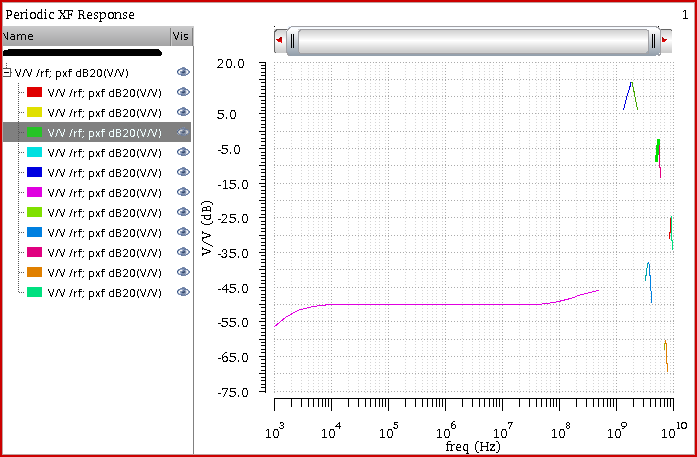 Periodic XF Response
1
Name
Vis
V/V /rf; pxf dB20(V/V)
V/V /rf; pxf dB20(V/V)
V/V /rf; pxf dB20(V/V)
V/V /rf; pxf dB20(V/V)
V/V /rf; pxf dB20(V/V)
V/V /rf; pxf dB20(V/V)
V/V /rf; pxf dB20(V/V)
V/V /rf; pxf dB20(V/V)
V/V /rf; pxf dB20(V/V)
V/V /rf; pxf dB20(V/V)
V/V /rf; pxf dB20(V/V)
V/V /rf; pxf dB20(V/V)
V/V (dB)
20.0
5.0
-5.0
-15.0
-25.0
-35.0
-45.0
-55.0
-65.0
-75.0
10³ 10⁴ 10⁵ 10⁶ 10⁷ 10⁸ 10⁹ 10¹⁰
freq (Hz)